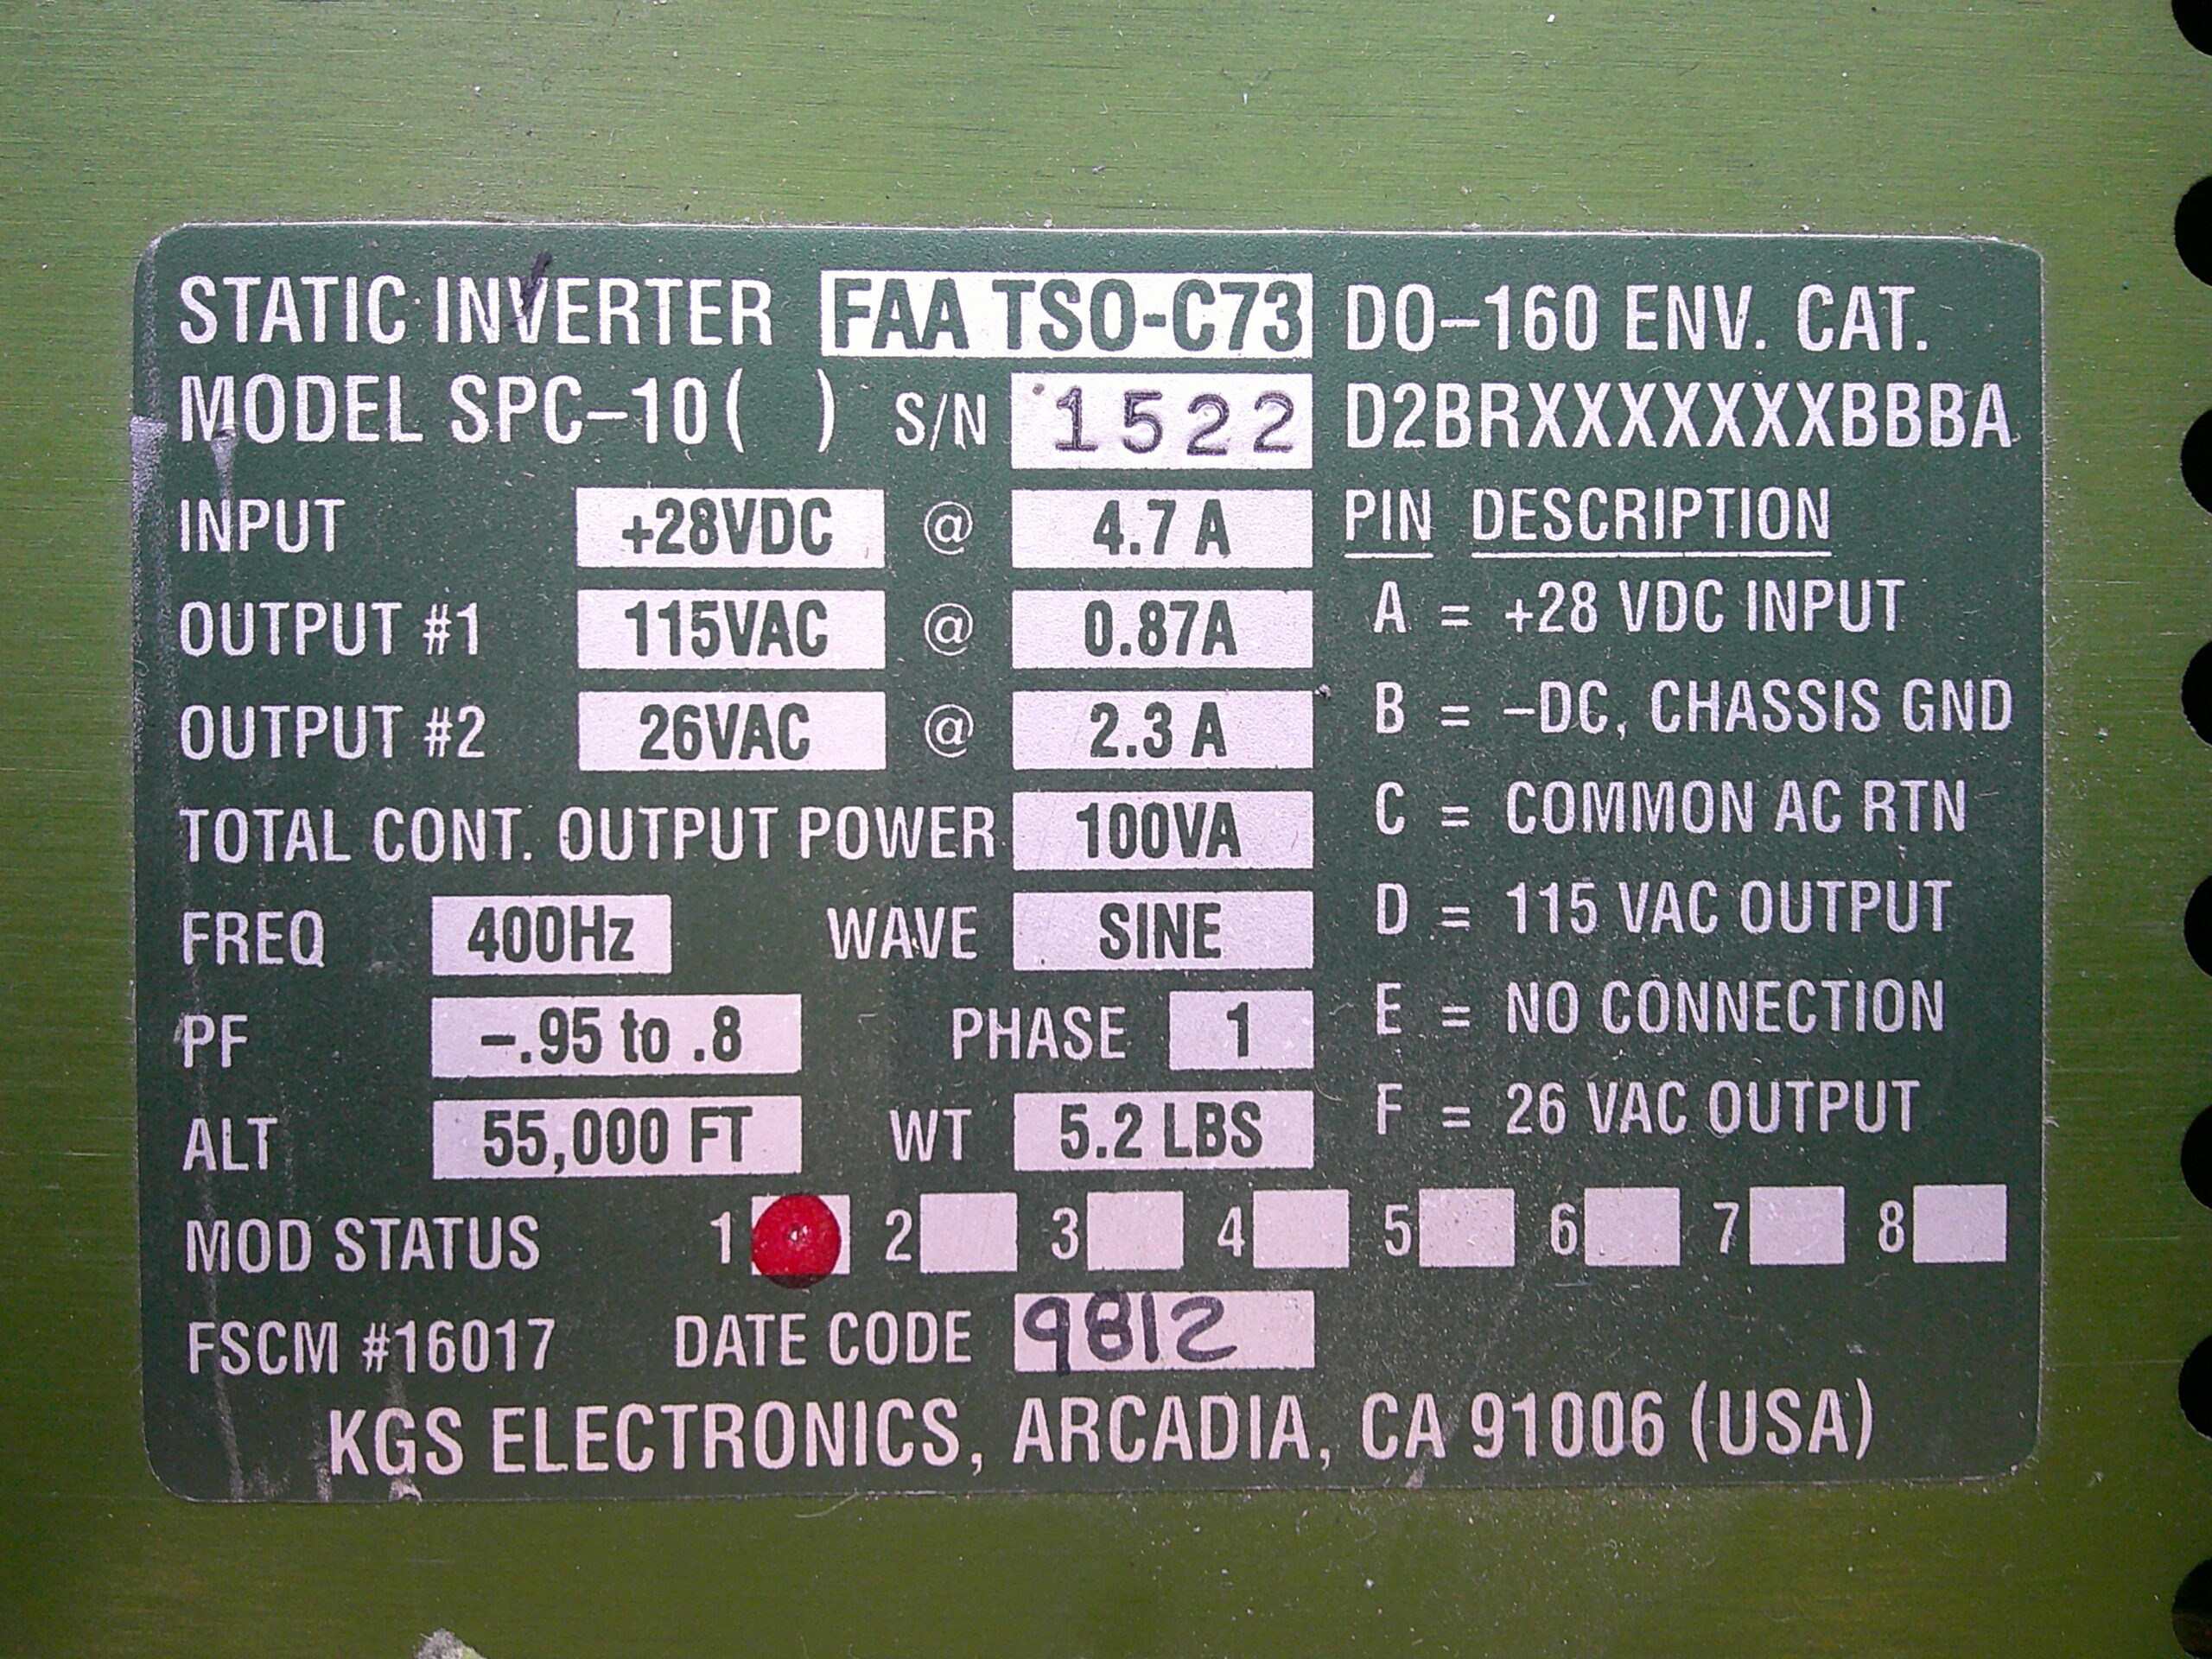 STATIC INVERTER FAA TSO-C73 DO-160 ENV. CAT.
MODEL SPC-10( ) S/N 1522 D2BRXXXXXXXBBBA
INPUT +28VDC @ 4.7 A
OUTPUT #1 115VAC @ 0.87A
OUTPUT #2 26VAC @ 2.3 A
TOTAL CONT. OUTPUT POWER 100VA
FREQ 400Hz WAVE SINE
PF -.95 to .8 PHASE 1
ALT 55,000 FT WT 5.2 LBS
PIN DESCRIPTION
A = +28 VDC INPUT
B = -DC, CHASSIS GND
C = COMMON AC RTN
D = 115 VAC OUTPUT
E = NO CONNECTION
F = 26 VAC OUTPUT
MOD STATUS 1 2 3 4 5 6 7 8
FSCM #16017 DATE CODE 9812
KGS ELECTRONICS, ARCADIA, CA 91006 (USA)